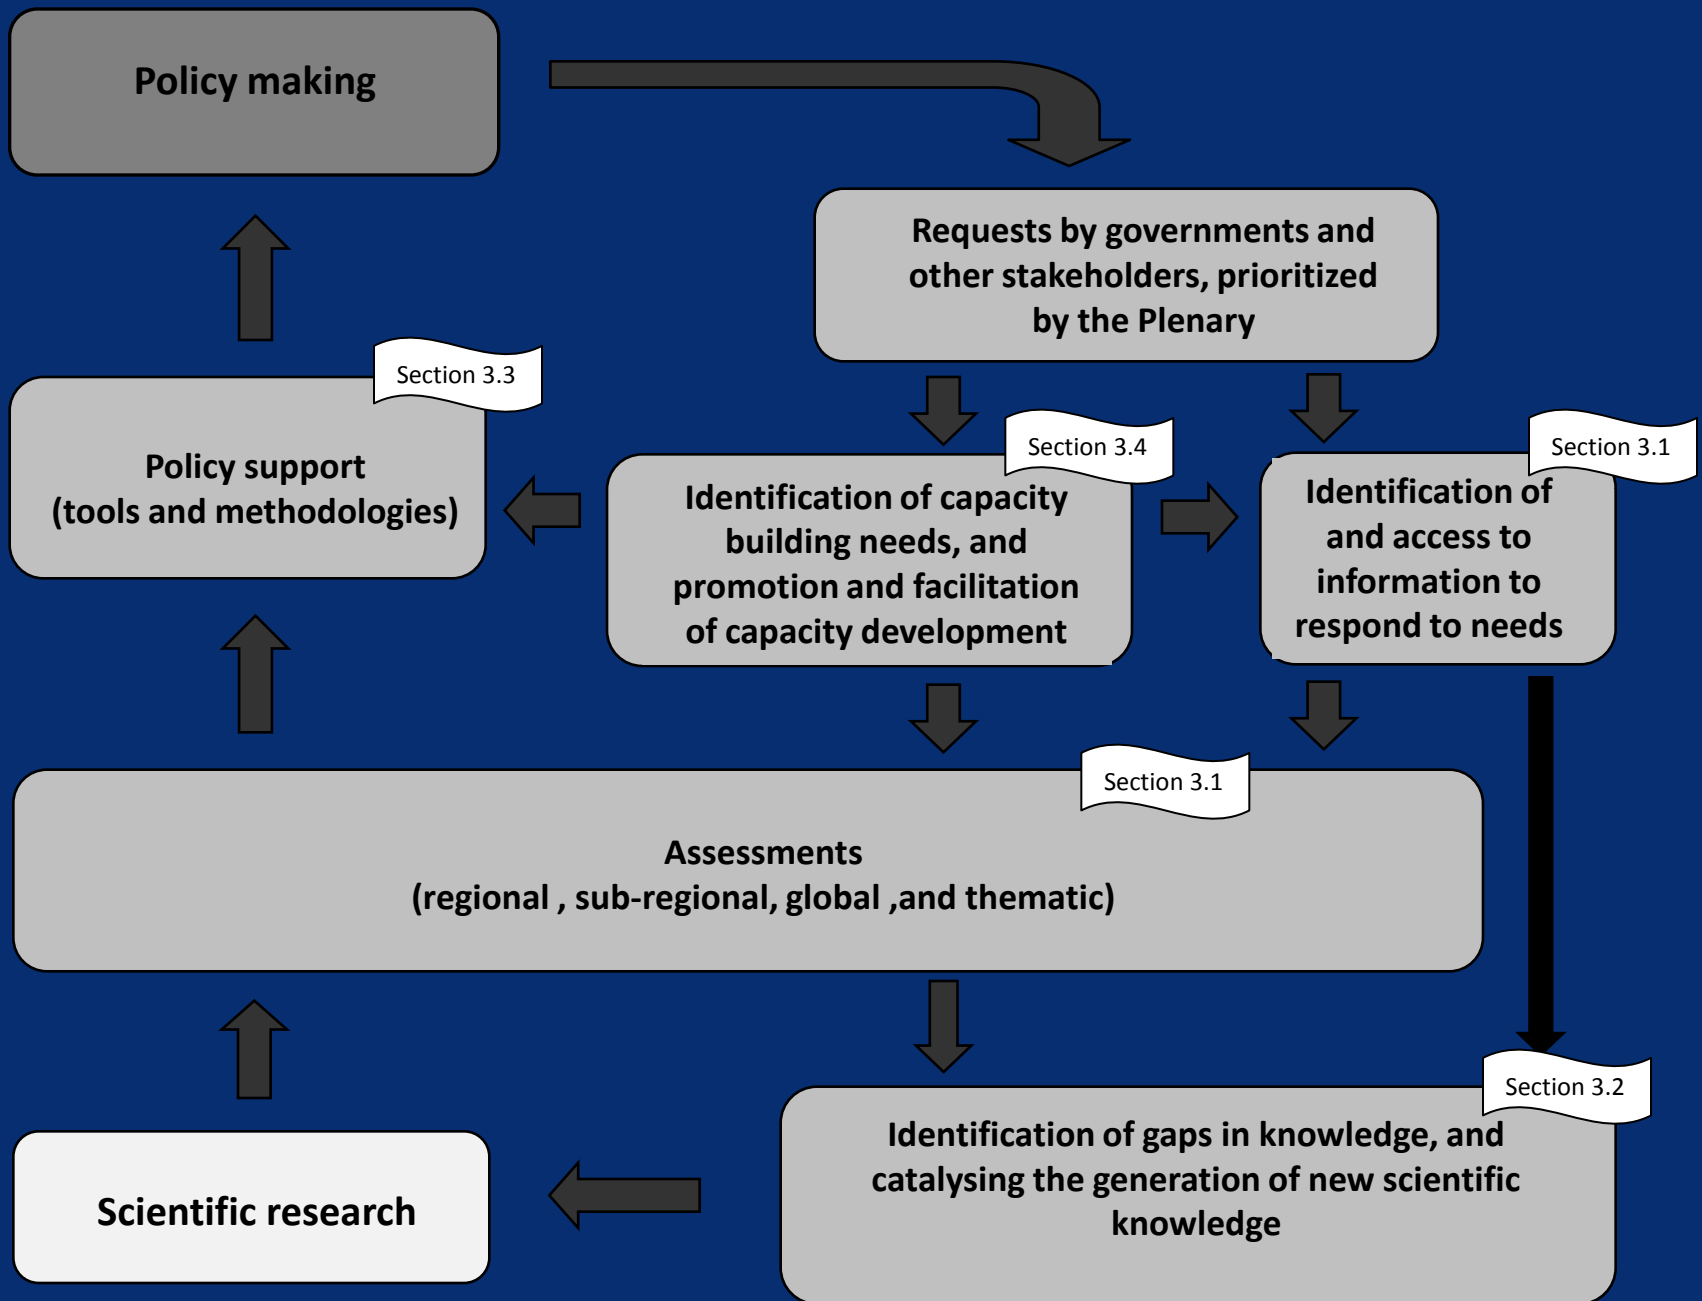 Policy making
Requests by governments and
other stakeholders, prioritized
by the Plenary
Section 3.3
Policy support
(tools and methodologies)
Section 3.4
Identification of capacity
building needs, and
promotion and facilitation
of capacity development
Section 3.1
Identification of
and access to
information to
respond to needs
Section 3.1
Assessments
(regional , sub-regional, global ,and thematic)
Section 3.2
Identification of gaps in knowledge, and
catalysing the generation of new scientific
knowledge
Scientific research